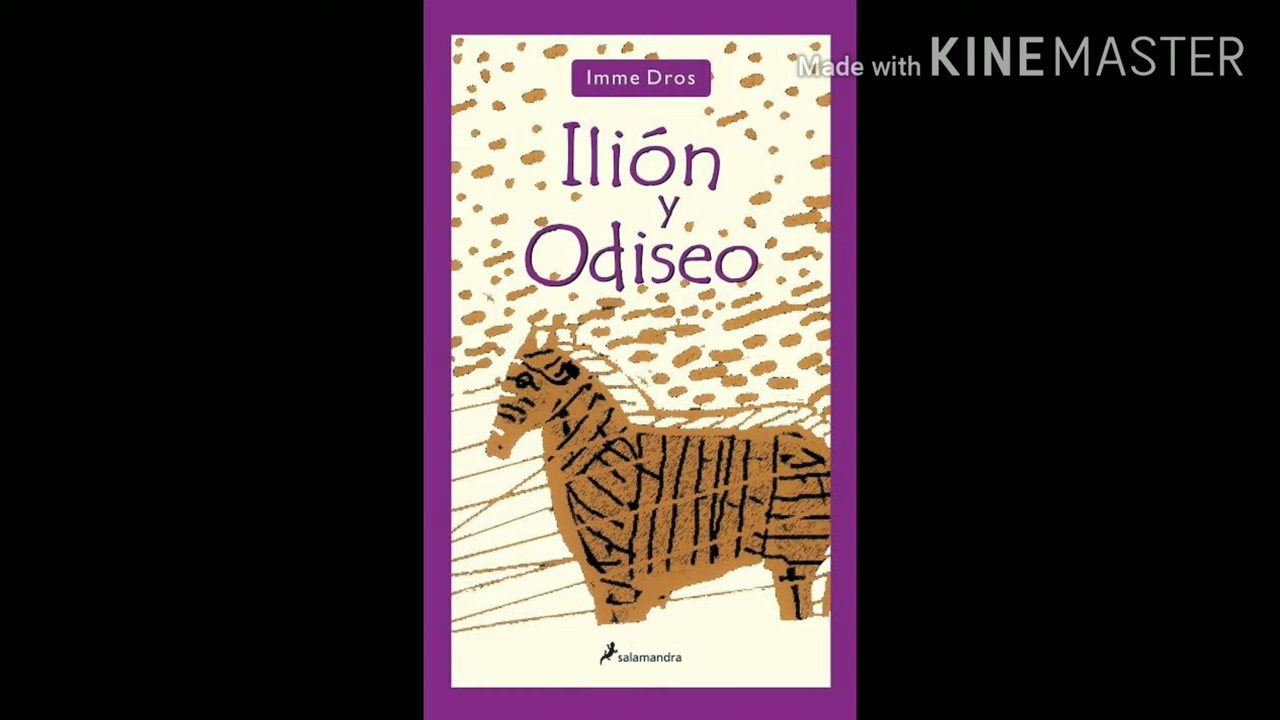 Made with KINEMASTER
Imme Dros
Ilión
y
Odiseo
salamandra